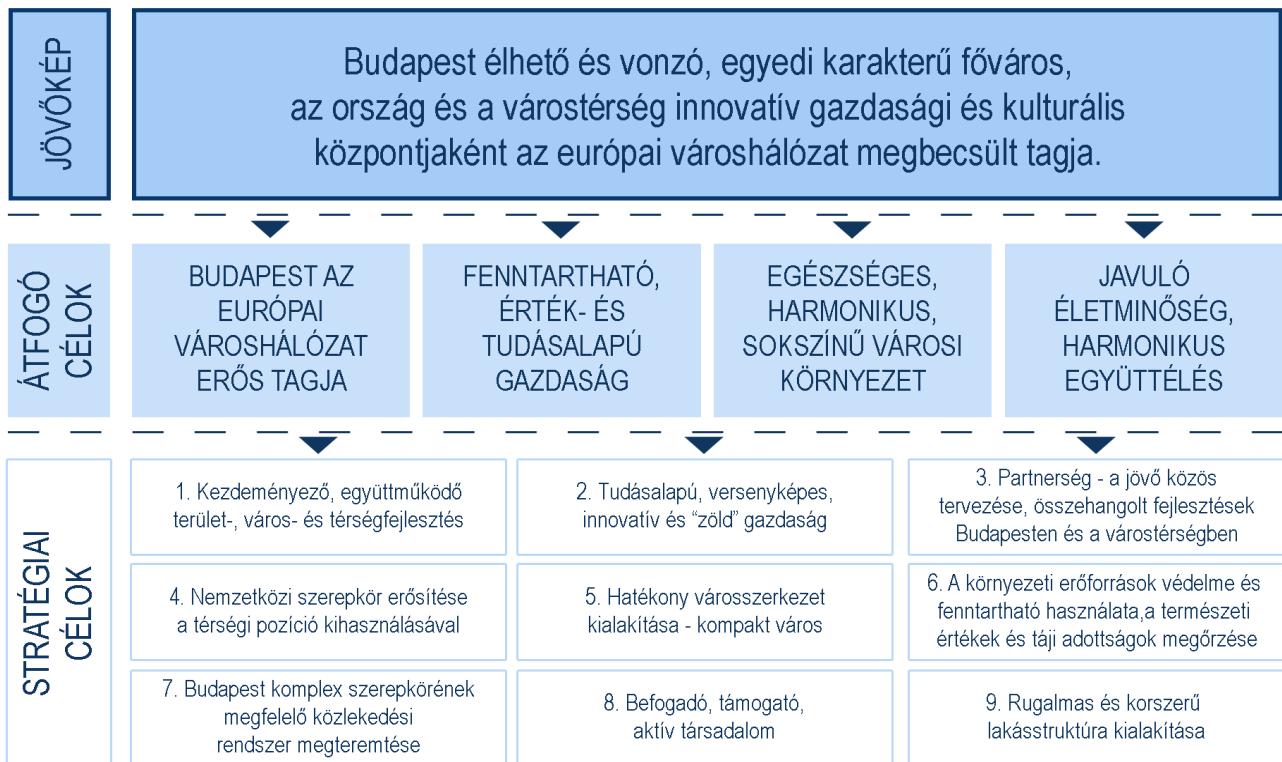 JÖVŐKÉP
Budapest élhető és vonzó, egyedi karakterű főváros,
az ország és a várostérség innovatív gazdasági és kulturális
központjaként az európai városhálózat megbecsült tagja.
ÁTFOGÓ
CÉLOK
BUDAPEST AZ
EURÓPAI
VÁROSHÁLÓZAT
ERŐS TAGJA
FENNTARTHATÓ,
ÉRTÉK- ÉS
TUDÁSALAPÚ
GAZDASÁG
EGÉSZSÉGES,
HARMONIKUS,
SOKSZÍNŰ VÁROSI
KÖRNYEZET
JAVULÓ
ÉLETMINŐSÉG,
HARMONIKUS
EGYÜTTÉLÉS
STRATÉGIAI
CÉLOK
1. Kezdeményező, együttműködő
terület-, város- és térségfejlesztés
2. Tudásalapú, versenyképes,
innovatív és “zöld” gazdaság
3. Partnerség - a jövő közös
tervezése, összehangolt fejlesztések
Budapesten és a várostérségben
4. Nemzetközi szerepkör erősítése
a térségi pozíció kihasználásával
5. Hatékony városszerkezet
kialakítása - kompakt város
6. A környezeti erőforrások védelme és
fenntartható használata,a természeti
értékek és táji adottságok megőrzése
7. Budapest komplex szerepkörének
megfelelő közlekedési
rendszer megteremtése
8. Befogadó, támogató,
aktív társadalom
9. Rugalmas és korszerű
lakásstruktúra kialakítása